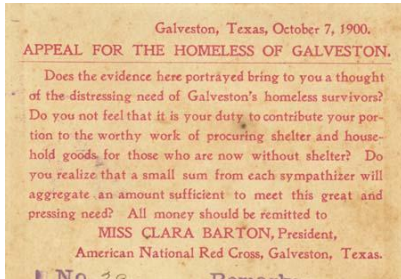 Galveston, Texas, October 7, 1900.
APPEAL FOR THE HOMELESS OF GALVESTON.
Does the evidence here portrayed bring to you a thought
of the distressing need of Galveston's homeless survivors?
Do you not feel that it is your duty to contribute your por-
tion to the worthy work of procuring shelter and house-
hold goods for those who are now without shelter? Do
you realize that a small sum from each sympathizer will
aggregate an amount sufficient to meet this great and
pressing need? All money should be remitted to
MISS CLARA BARTON, President,
American National Red Cross, Galveston, Texas.
No